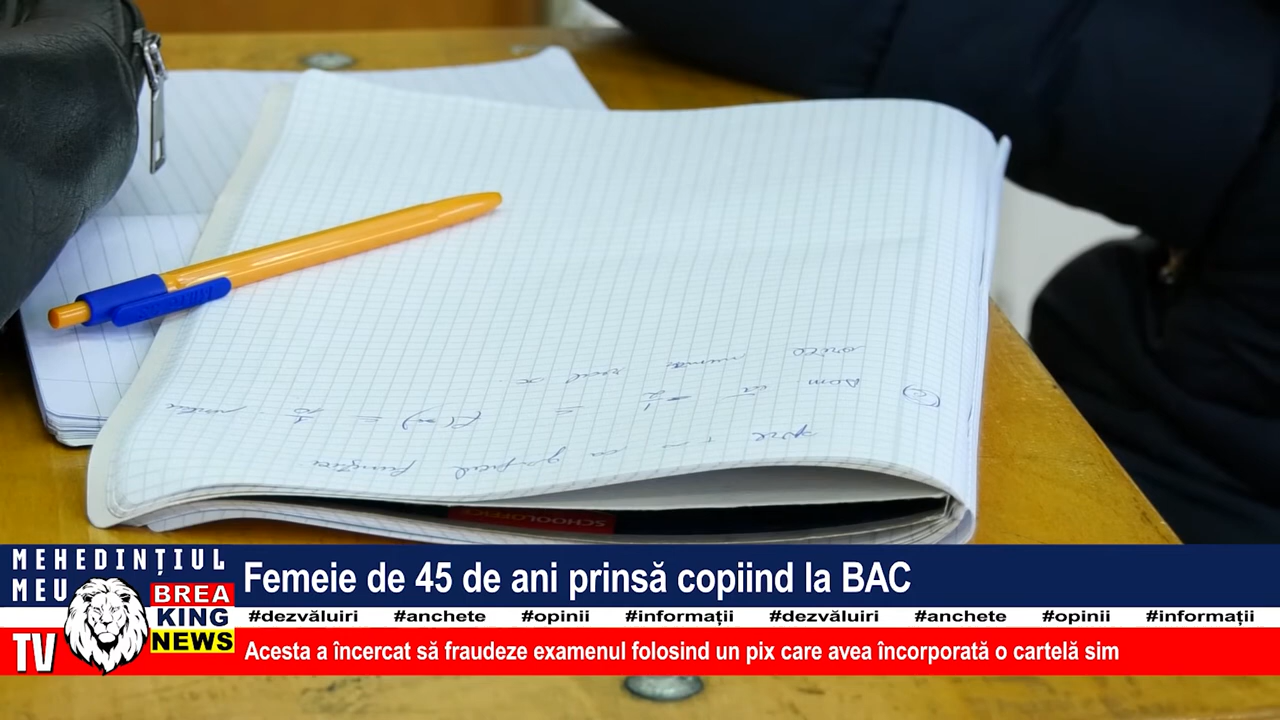 MEHEDINȚIUL
MEU
TV
BREA
KING
NEWS
Femeie de 45 de ani prinsă copiind la BAC
#dezvăluiri #anchete #opinii #informații #dezvăluiri #anchete #opinii #informații
Acesta a încercat să fraudeze examenul folosind un pix care avea încorporată o cartelă sim
SCHOOLOFFICE